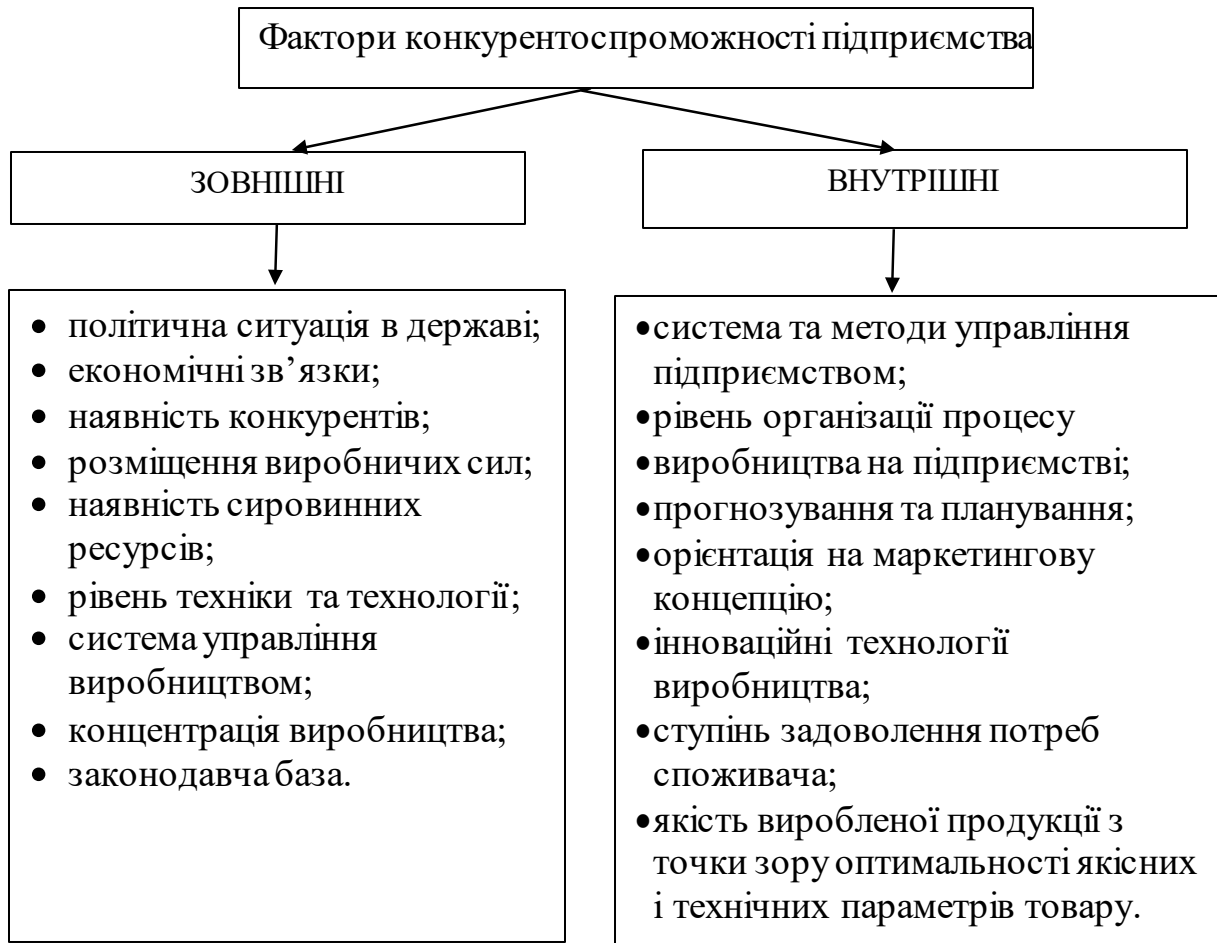 Фактори конкурентоспроможності підприємства
ЗОВНІШНІ
ВНУТРІШНІ
• політична ситуація в державі;
• економічні зв’язки;
• наявність конкурентів;
• розміщення виробничих сил;
• наявність сировинних
ресурсів;
• рівень техніки та технології;
• система управління
виробництвом;
• концентрація виробництва;
• законодавча база.
•система та методи управління
підприємством;
•рівень організації процесу
•виробництва на підприємстві;
•прогнозування та планування;
•орієнтація на маркетингову
концепцію;
•інноваційні технології
виробництва;
•ступінь задоволення потреб
споживача;
•якість виробленої продукції з
точки зору оптимальності якісних
і технічних параметрів товару.